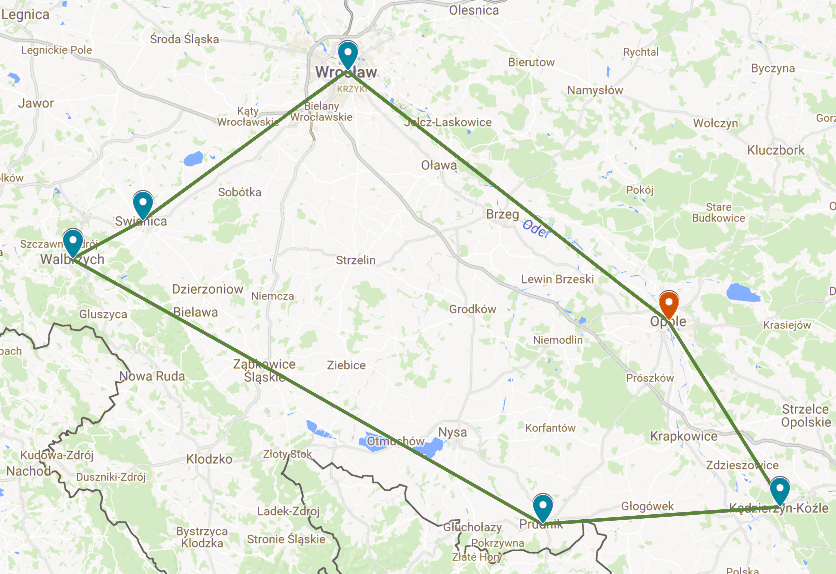 Legnica
Olesnica
Środa Śląska
Legnickie Pole
Rychtal
Bierutow
Wrocław
Byczyna
KRZYKI
Namysłów
Jawor
Bielany
Wrocławskie
Kąty
Wrocławskie
Jelcz-Laskowice
Wołczyn
Kluczbork
Oława
Sobótka
Pokój
Stare
Budkowice
Świdnica
Brzeg
Oder
Szczawno-Zdrój
Wałbrzych
Strzelin
Lewin Brzeski
Dzierzoniow
Niemcza
Bielawa
Grodków
Gluszyca
Opole
Krasiejów
Niemodlin
Ząbkowice
Śląskie
Ziebice
Nowa Ruda
Prószków
Strzelce
Opolskie
Korfantów
Nysa
Krapkowice
Otmuchów
Kudowa-Zdrój
Złoty Stok
Kłodzko
Zdzieszowice
Nachod
Duszniki-Zdrój
Głogówek
Kędzierzyn-Koźle
Ladek-Zdroj
Głuchołazy
Prudnik
Bystrzyca
Kłodzka
Stronie Śląskie
Pokrzywna
Zlaté Hory
Polska